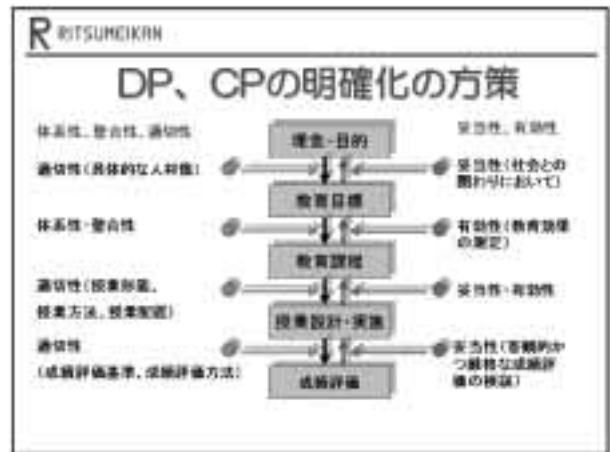 RITSUMEIKAN
DP、CPの明確化の方策
体系性、整合性、適切性
理念・目的
妥当性、有効性
適切性(具体的な人材像)
妥当性(社会との
関わりにおいて)
教育目標
体系性・整合性
有効性(教育効果
の測定)
教育課程
適切性(授業形態、
授業方法、授業配置)
妥当性・有効性
授業設計・実施
適切性
(成績評価基準、成績評価方法)
妥当性(客観的か
つ厳格な成績評
価の検証)
成績評価